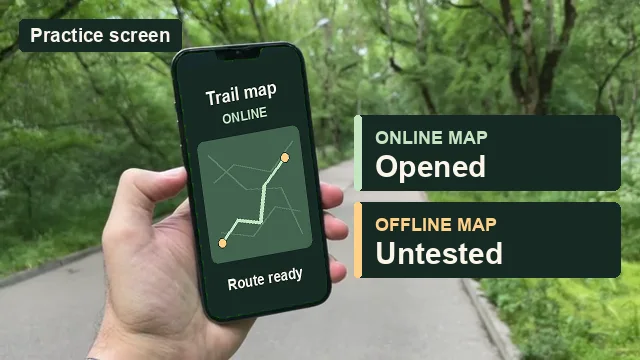 Practice screen
Trail map
ONLINE
Route ready
ONLINE MAP
Opened
OFFLINE MAP
Untested